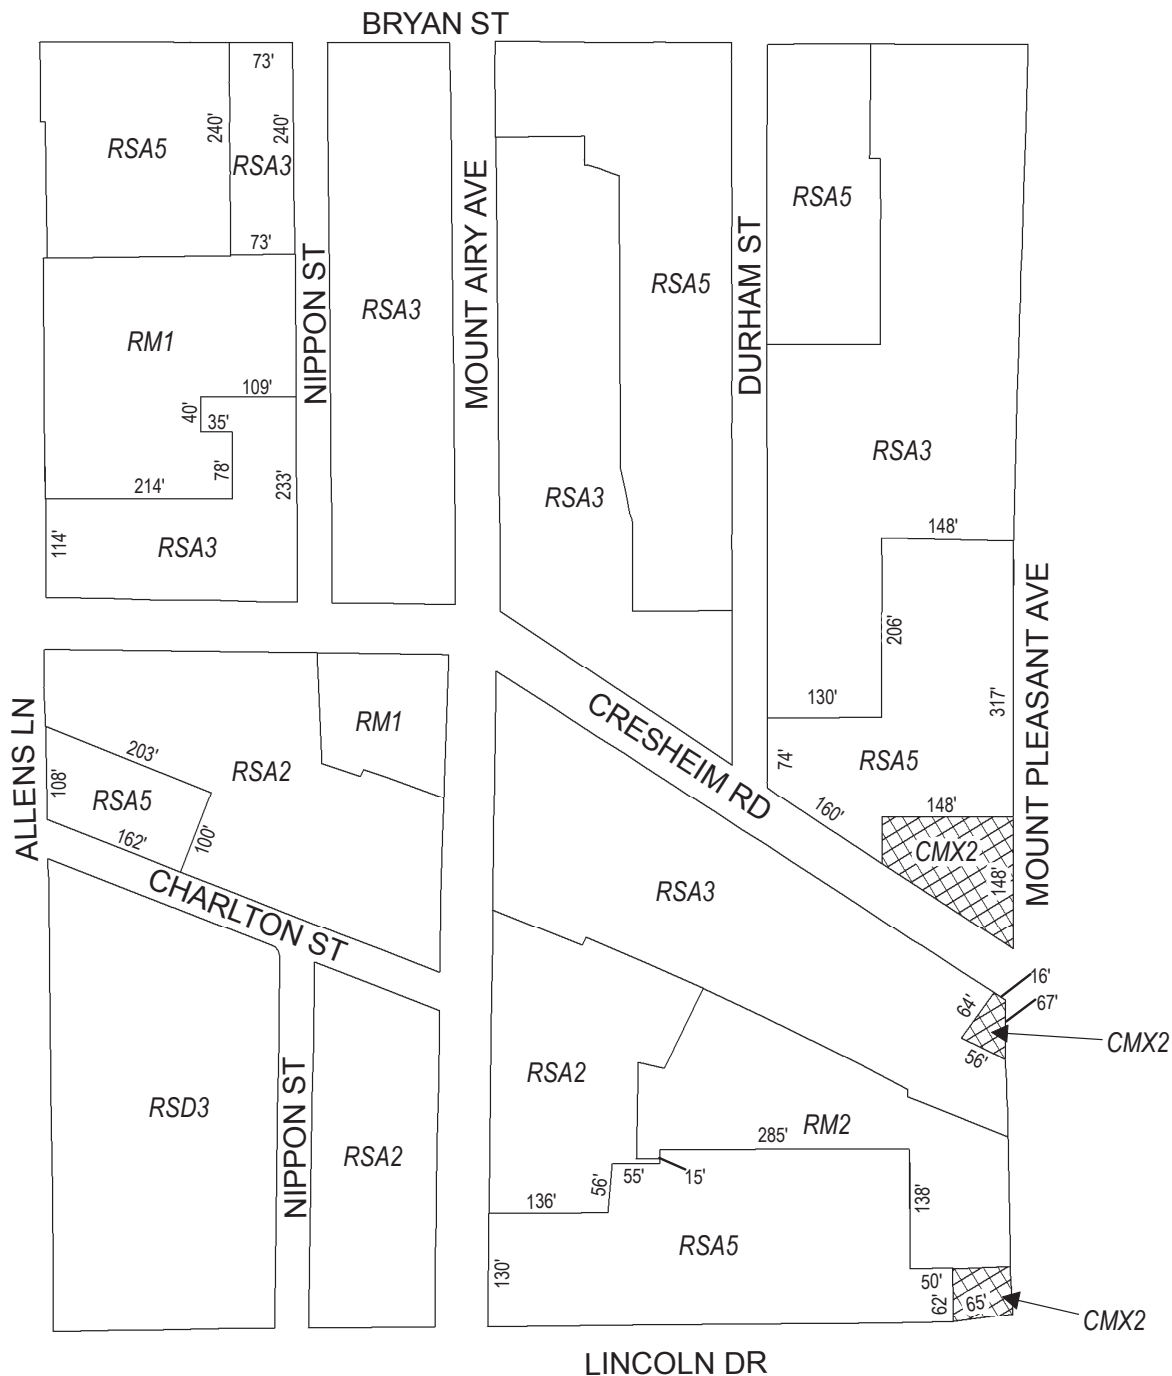 BRYAN ST
73'
240'
240'
RSA5
RSA3
73'
NIPPON ST
MOUNT AIRY AVE
DURHAM ST
RSA5
RSA5
RSA3
RM1
109'
40'
35'
78'
214'
233'
114'
RSA3
RSA3
RSA3
148'
206'
317'
MOUNT PLEASANT AVE
130'
74'
RSA5
160'
148'
CMX2
148'
CRESHEIM RD
ALLENS LN
RM1
203'
RSA2
108'
RSA5
100'
162'
CHARLTON ST
RSA3
16'
64'
67'
56'
CMX2
RSD3
NIPPON ST
RSA2
RSA2
RM2
285'
15'
55'
56'
136'
138'
RSA5
130'
50'
62'
65'
CMX2
LINCOLN DR